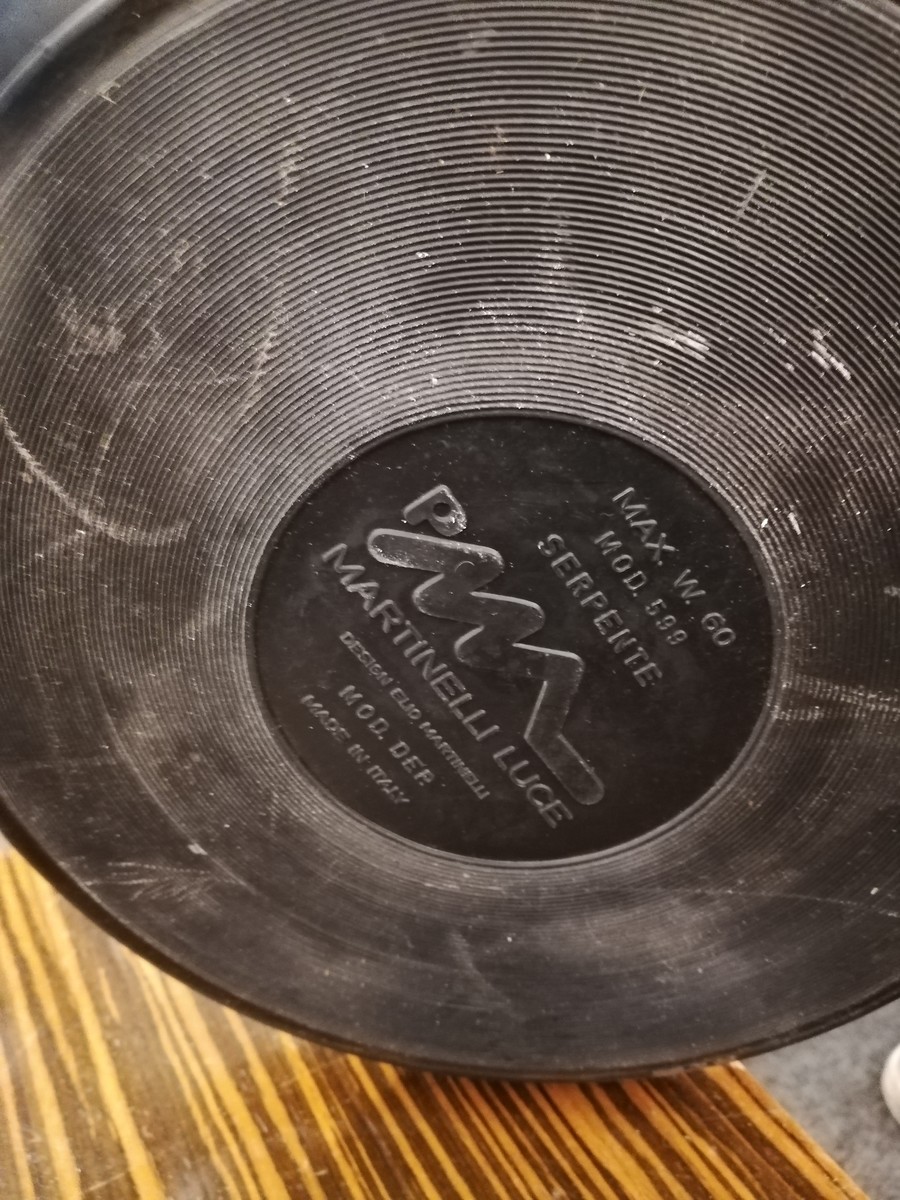 MAX. W. 60
MOD. 599
SERPENTE
MARTINELLI LUCE
DESIGN ELIO MARTINELLI
MOD. DEP.
MADE IN ITALY